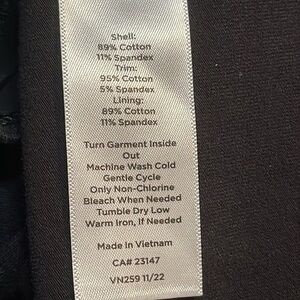 Shell:
89% Cotton
11% Spandex
Trim:
95% Cotton
5% Spandex
Lining:
89% Cotton
11% Spandex
Turn Garment Inside
Out
Machine Wash Cold
Gentle Cycle
Only Non-Chlorine
Bleach When Needed
Tumble Dry Low
Warm Iron, If Needed
Made in Vietnam
CA# 23147
VN259 11/22